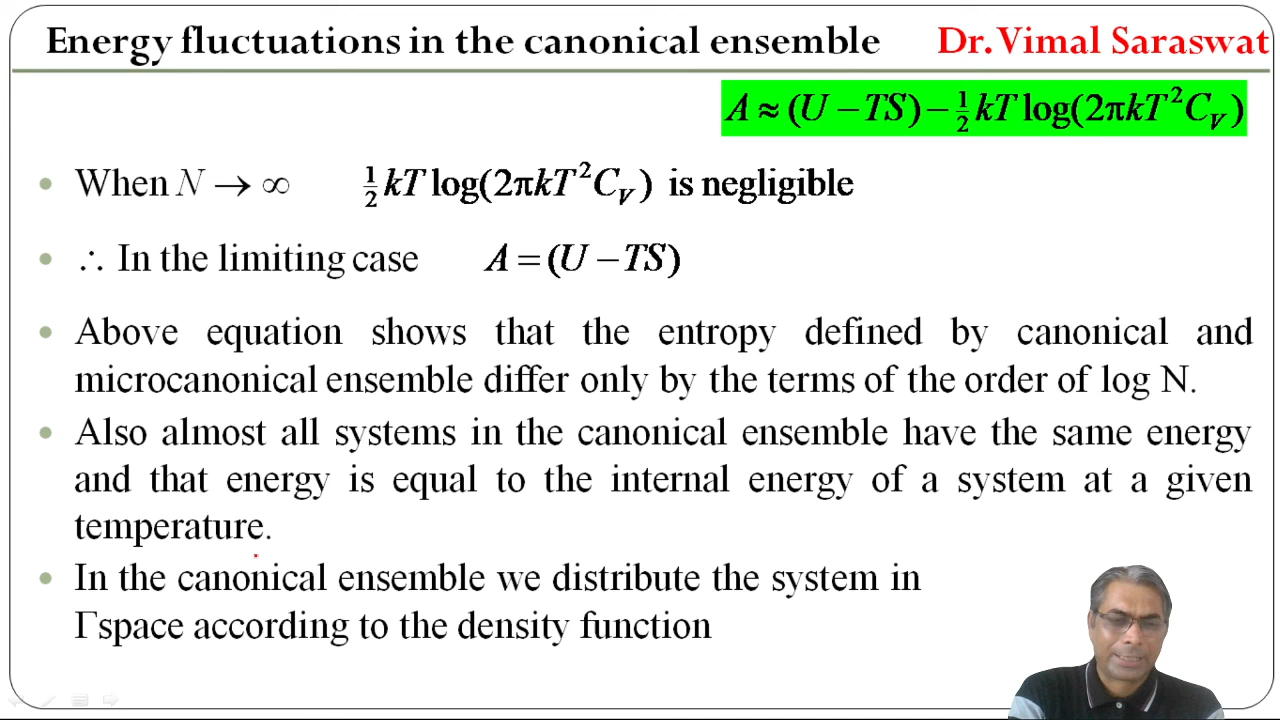 Energy fluctuations in the canonical ensemble Dr. Vimal Saraswat
A ≈ (U − TS) − ½ kT log(2πkT²C_V)
• When N → ∞ ½ kT log(2πkT²C_V) is negligible
• ∴ In the limiting case A = (U − TS)
• Above equation shows that the entropy defined by canonical and
microcanonical ensemble differ only by the terms of the order of log N.
• Also almost all systems in the canonical ensemble have the same energy
and that energy is equal to the internal energy of a system at a given
temperature.
• In the canonical ensemble we distribute the system in
Γspace according to the density function